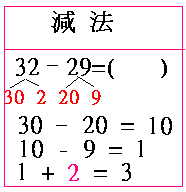 减 法
32 - 29=(    )
30 2 20 9
30 - 20 = 10
10 - 9 = 1
1 + 2 = 3